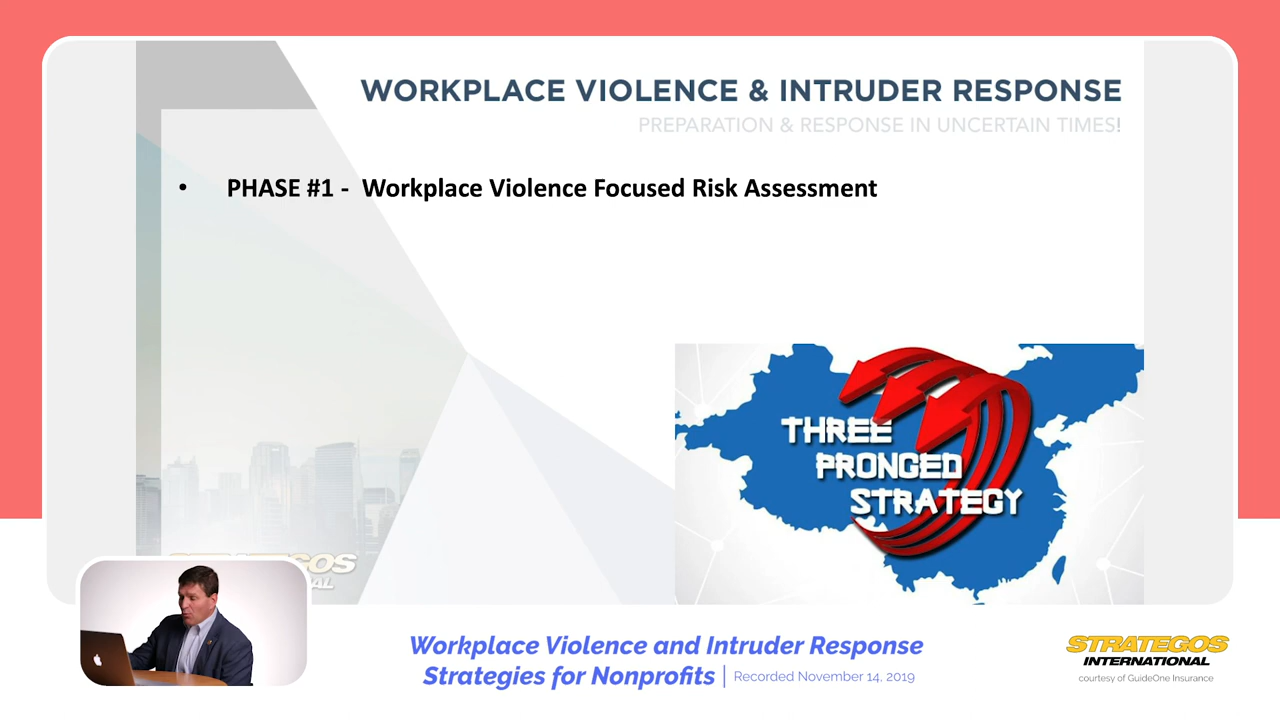 WORKPLACE VIOLENCE & INTRUDER RESPONSE
PREPARATION & RESPONSE IN UNCERTAIN TIMES!
• PHASE #1 - Workplace Violence Focused Risk Assessment
THREE
PRONGED
STRATEGY
Workplace Violence and Intruder Response
Strategies for Nonprofits | Recorded November 14, 2019
STRATEGOS
INTERNATIONAL
courtesy of GuideOne Insurance